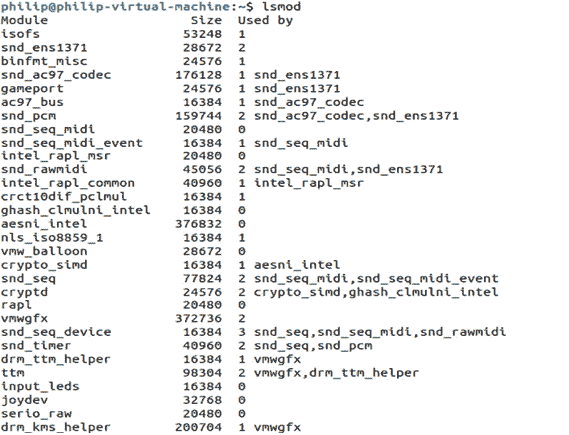 philip@philip-virtual-machine:~$ lsmod
Module                  Size  Used by
isofs                  53248  1
snd_ens1371            28672  2
binfmt_misc            24576  1
snd_ac97_codec        176128  1 snd_ens1371
gameport               24576  1 snd_ens1371
ac97_bus               16384  1 snd_ac97_codec
snd_pcm               159744  2 snd_ac97_codec,snd_ens1371
snd_seq_midi           20480  0
snd_seq_midi_event     16384  1 snd_seq_midi
intel_rapl_msr         20480  0
snd_rawmidi            45056  2 snd_seq_midi,snd_ens1371
intel_rapl_common      40960  1 intel_rapl_msr
crct10dif_pclmul       16384  1
ghash_clmulni_intel    16384  0
aesni_intel           376832  0
nls_iso8859_1          16384  1
vmw_balloon            28672  0
crypto_simd            16384  1 aesni_intel
snd_seq                77824  2 snd_seq_midi,snd_seq_midi_event
cryptd                 24576  2 crypto_simd,ghash_clmulni_intel
rapl                   20480  0
vmwgfx                372736  2
snd_seq_device         16384  3 snd_seq,snd_seq_midi,snd_rawmidi
snd_timer              40960  2 snd_seq,snd_pcm
drm_ttm_helper         16384  1 vmwgfx
ttm                    98304  2 vmwgfx,drm_ttm_helper
input_leds             16384  0
joydev                 32768  0
serio_raw              20480  0
drm_kms_helper        200704  1 vmwgfx